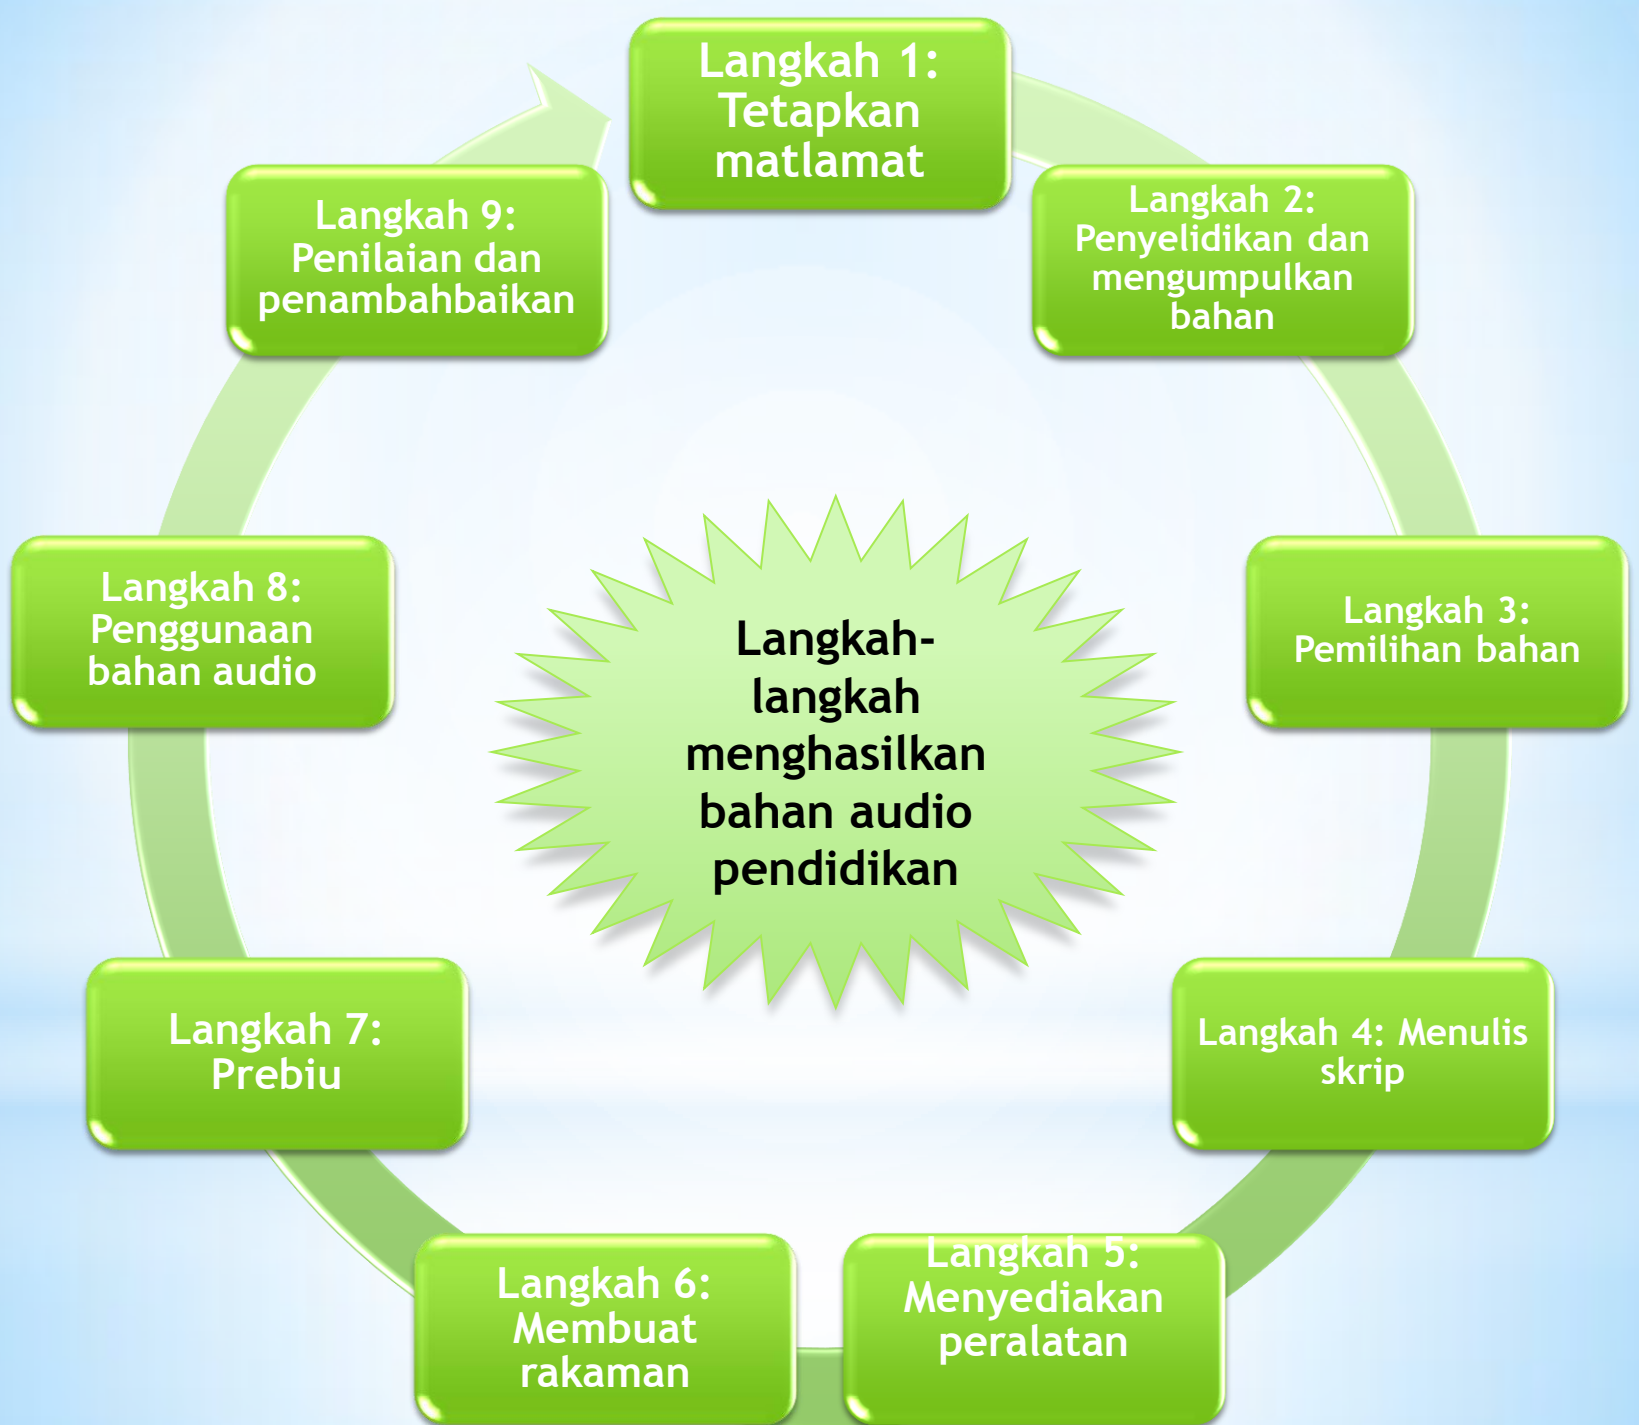 Langkah 1:
Tetapkan
matlamat
Langkah 2:
Penyelidikan dan
mengumpulkan
bahan
Langkah 3:
Pemilihan bahan
Langkah 4: Menulis
skrip
Langkah 5:
Menyediakan
peralatan
Langkah 6:
Membuat
rakaman
Langkah 7:
Prebiu
Langkah 8:
Penggunaan
bahan audio
Langkah 9:
Penilaian dan
penambahbaikan
Langkah-
langkah
menghasilkan
bahan audio
pendidikan